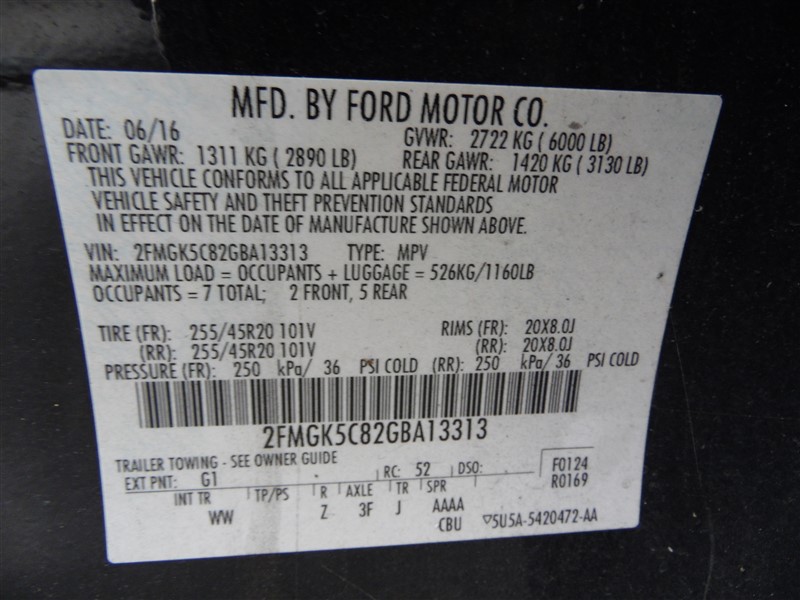 MFD. BY FORD MOTOR CO.
DATE: 06/16 GVWR: 2722 KG ( 6000 LB)
FRONT GAWR: 1311 KG ( 2890 LB) REAR GAWR: 1420 KG ( 3130 LB)
THIS VEHICLE CONFORMS TO ALL APPLICABLE FEDERAL MOTOR
VEHICLE SAFETY AND THEFT PREVENTION STANDARDS
IN EFFECT ON THE DATE OF MANUFACTURE SHOWN ABOVE.
VIN: 2FMGK5C82GBA13313 TYPE: MPV
MAXIMUM LOAD = OCCUPANTS + LUGGAGE = 526KG/1160LB
OCCUPANTS = 7 TOTAL; 2 FRONT, 5 REAR
TIRE (FR): 255/45R20 101V RIMS (FR): 20X8.0J
(RR): 255/45R20 101V (RR): 20X8.0J
PRESSURE (FR): 250 kPa/ 36 PSI COLD (RR): 250 kPa/ 36 PSI COLD
2FMGK5C82GBA13313
TRAILER TOWING - SEE OWNER GUIDE
EXT PNT: G1 RC: 52 DSO: F0124
R0169
INT TR TP/PS R AXLE TR SPR
WW Z 3F J AAAA
CBU ▽5U5A-5420472-AA